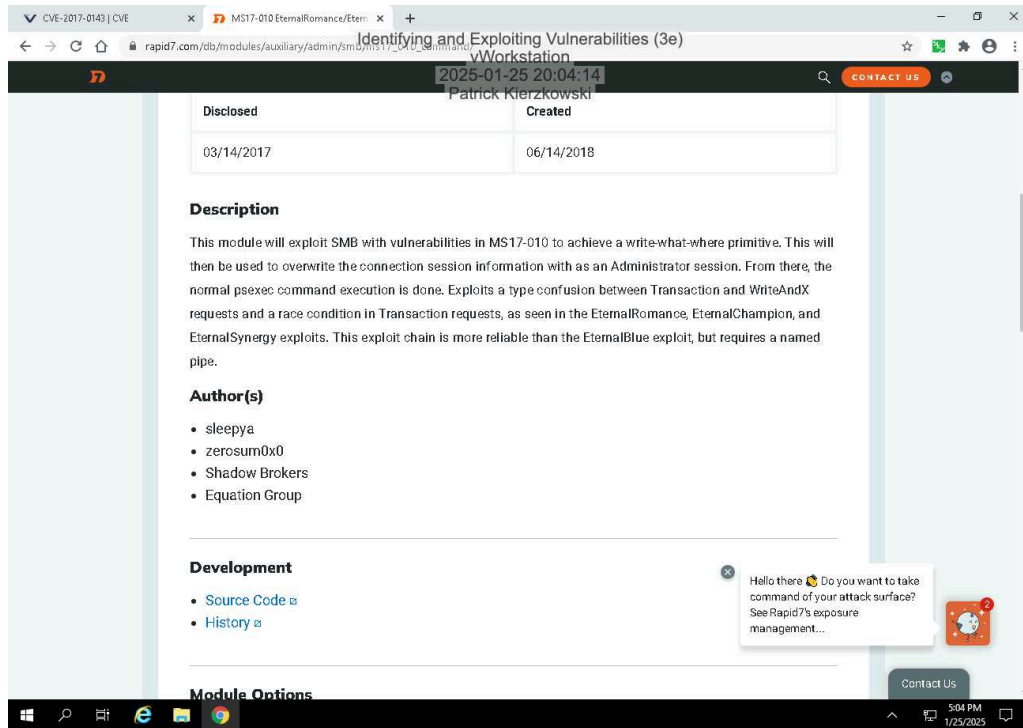 CVE-2017-0143 | CVE
MS17-010 EternalRomance/Etern
Identifying and Exploiting Vulnerabilities (3e)
rapid7.com/db/modules/auxiliary/admin/smb/ms17_010_command/
vWorkstation
2025-01-25 20:04:14
CONTACT US
Patrick Kierzkowski
Disclosed Created
03/14/2017 06/14/2018
Description
This module will exploit SMB with vulnerabilities in MS17-010 to achieve a write-what-where primitive. This will
then be used to overwrite the connection session information with as an Administrator session. From there, the
normal psexec command execution is done. Exploits a type confusion between Transaction and WriteAndX
requests and a race condition in Transaction requests, as seen in the EternalRomance, EternalChampion, and
EternalSynergy exploits. This exploit chain is more reliable than the EternalBlue exploit, but requires a named
pipe.
Author(s)
• sleepya
• zerosum0x0
• Shadow Brokers
• Equation Group
Development
• Source Code
• History
Hello there 👋 Do you want to take
command of your attack surface?
See Rapid7's exposure
management...
2
Module Options
Contact Us
5:04 PM
1/25/2025